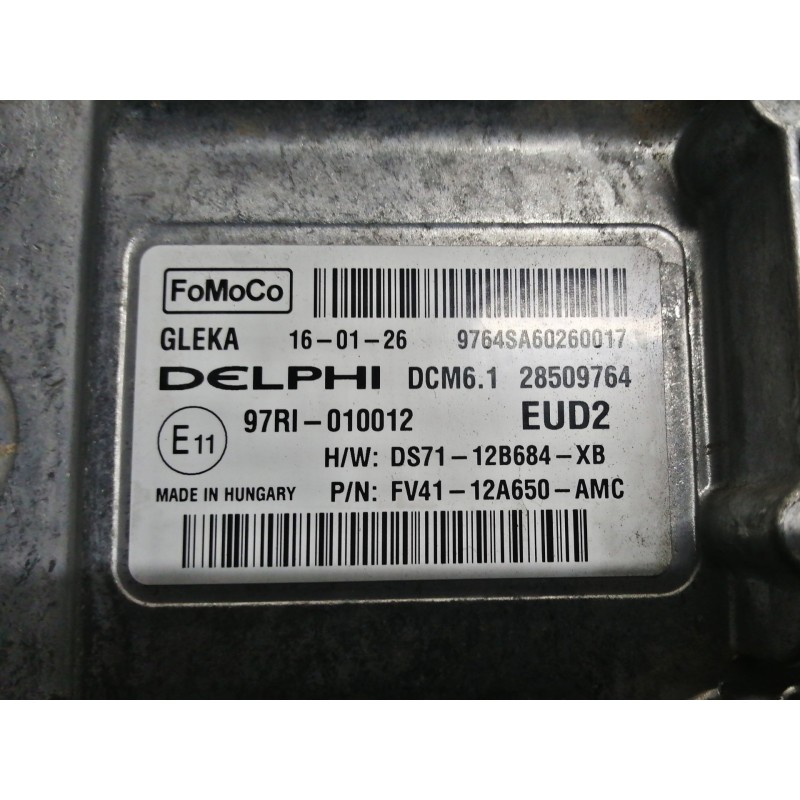 FoMoCo
GLEKA 16-01-26 9764SA60260017
DELPHI DCM6.1 28509764
E11 97RI-010012 EUD2
H/W: DS71-12B684-XB
MADE IN HUNGARY P/N: FV41-12A650-AMC